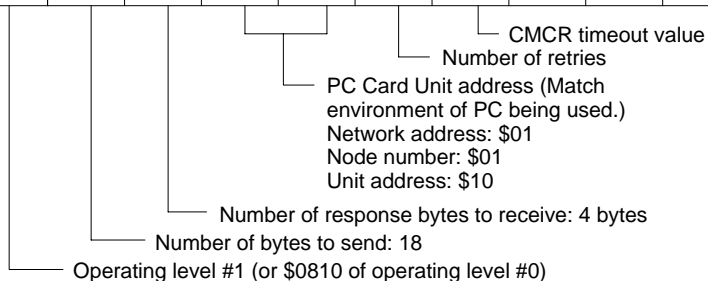 CMCR timeout value
Number of retries
PC Card Unit address (Match
environment of PC being used.)
Network address: $01
Node number: $01
Unit address: $10
Number of response bytes to receive: 4 bytes
Number of bytes to send: 18
Operating level #1 (or $0810 of operating level #0)